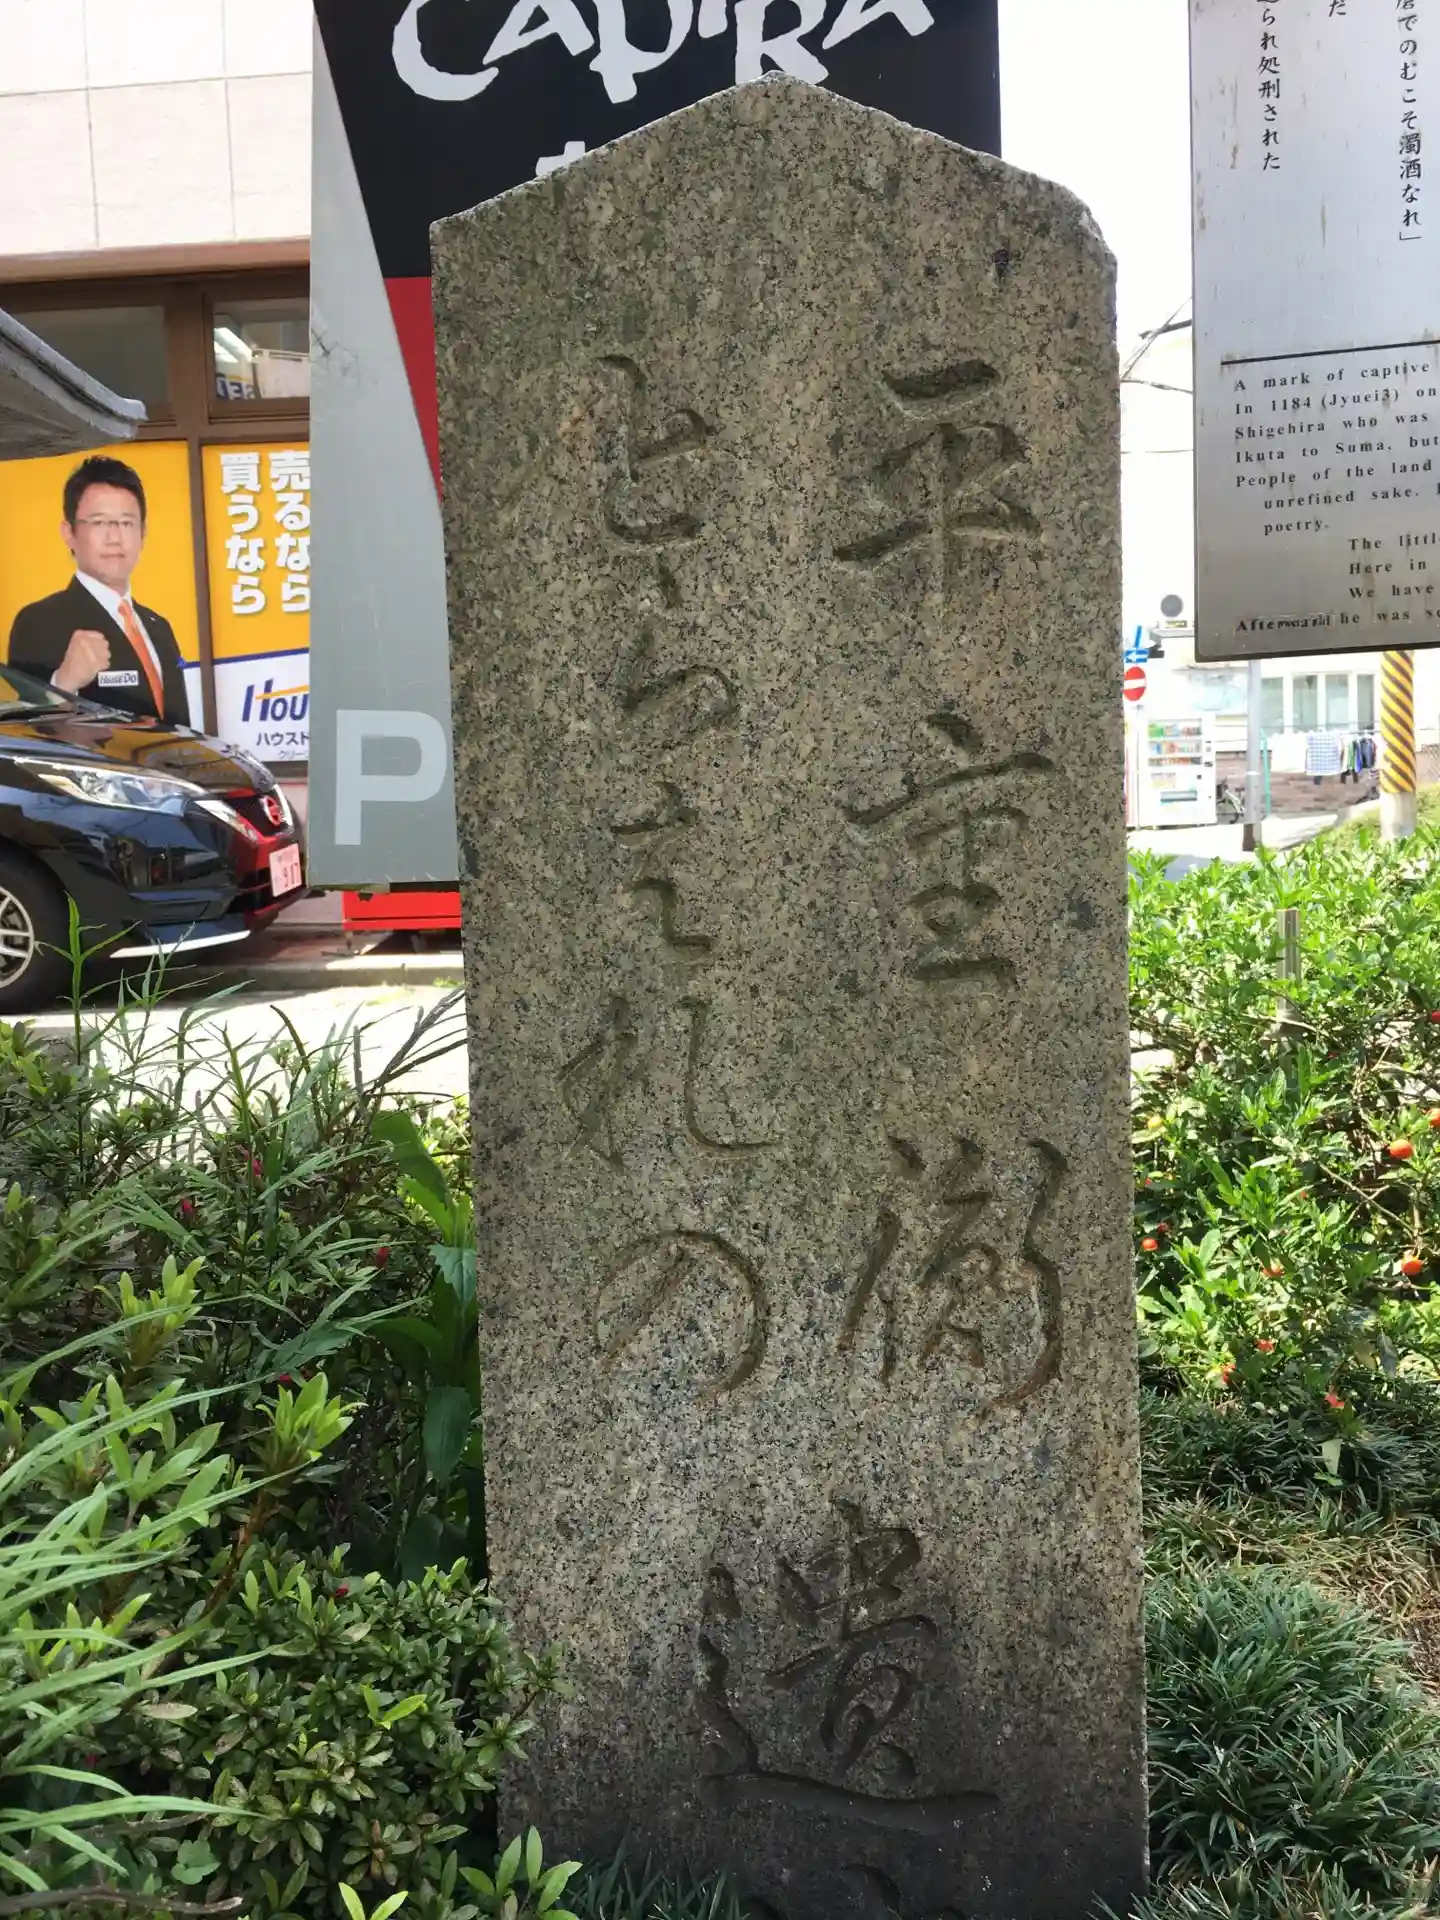 CAPIRA
P
売るなら
買うなら
House Do
Hou
ハウスド
917
平重衡
とらわれの
遺
られ処刑された
だ
磨でのむこそ濁酒なれ」
A mark of captive
In 1184(Jyuei3) on
Shigehira who was
Ikuta to Suma, but
People of the land
unrefined sake.
poetry.
The littl
Here in
We have
Afterward he was se